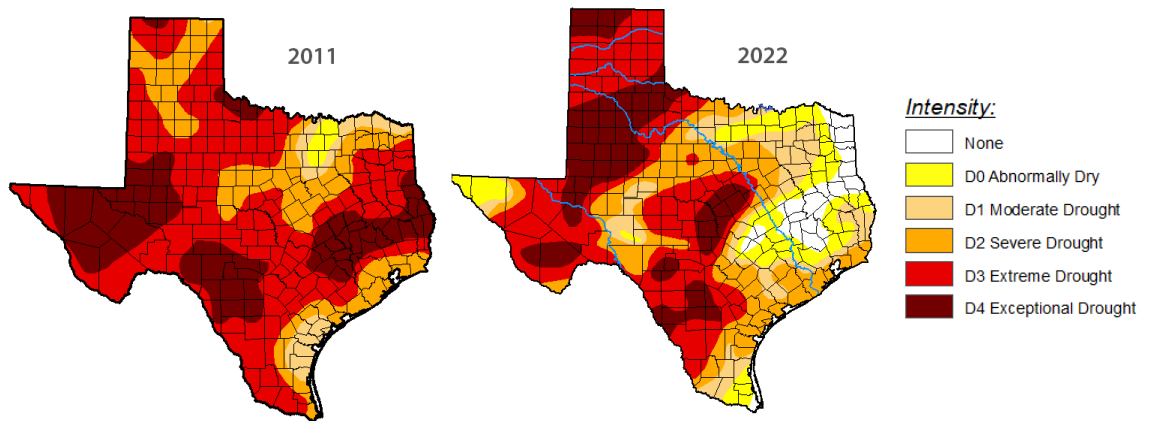 2011
2022
Intensity:
None
D0 Abnormally Dry
D1 Moderate Drought
D2 Severe Drought
D3 Extreme Drought
D4 Exceptional Drought